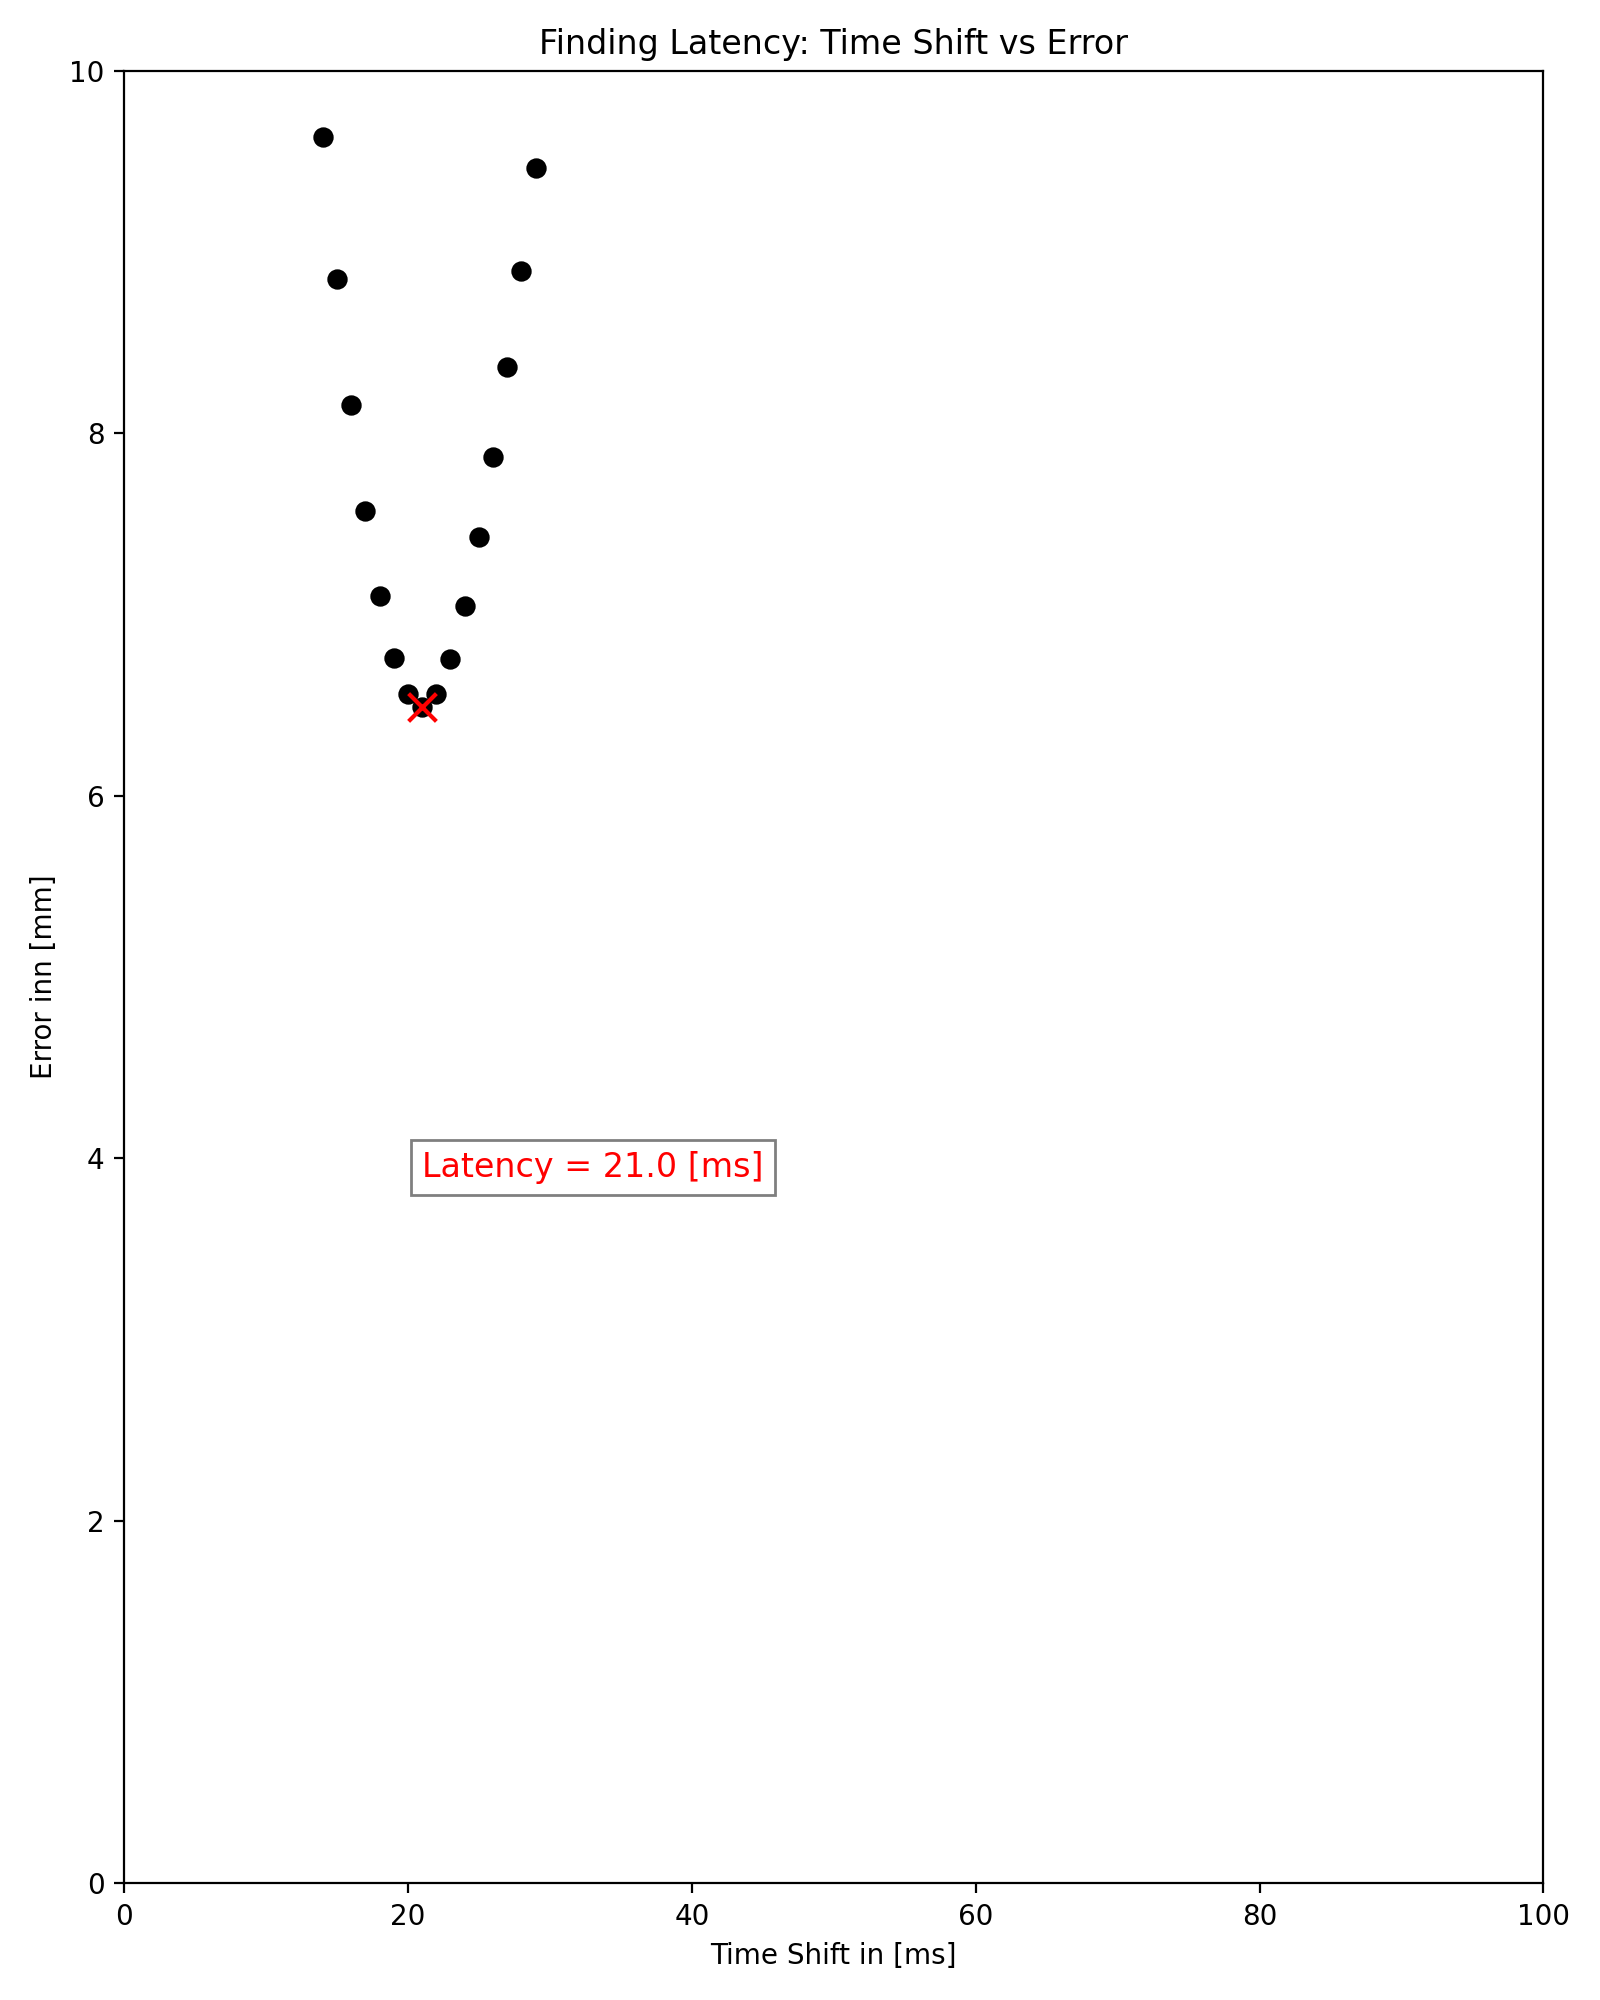 Finding Latency: Time Shift vs Error
10
8
6
4
2
0
Error inn [mm]
Latency = 21.0 [ms]
0 20 40 60 80 100
Time Shift in [ms]